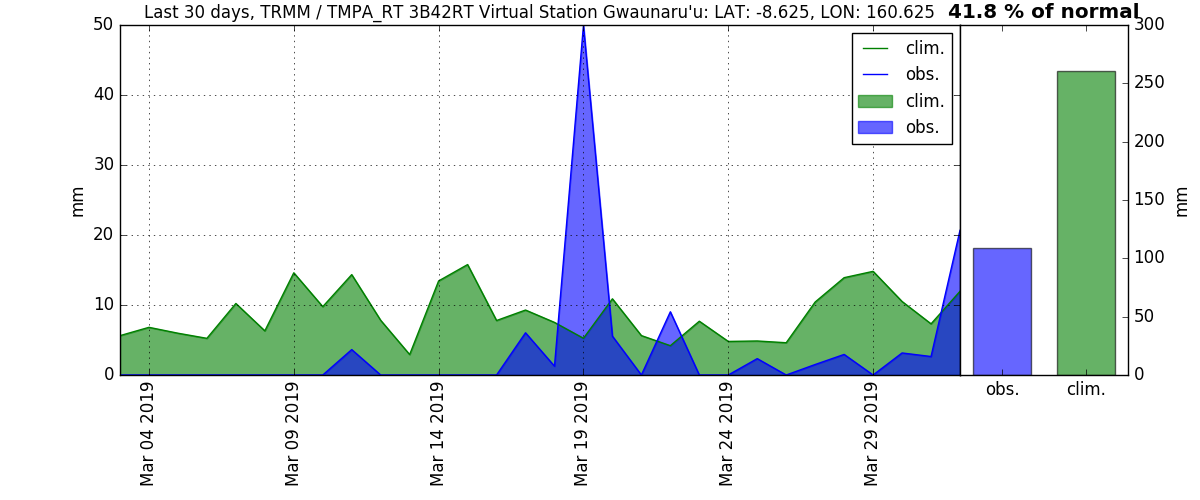 Last 30 days, TRMM / TMPA_RT 3B42RT Virtual Station Gwaunaru'u: LAT: -8.625, LON: 160.625
41.8 % of normal
50
40
30
20
10
0
mm
clim.
obs.
clim.
obs.
Mar 04 2019
Mar 09 2019
Mar 14 2019
Mar 19 2019
Mar 24 2019
Mar 29 2019
300
250
200
150
100
50
0
mm
obs.
clim.